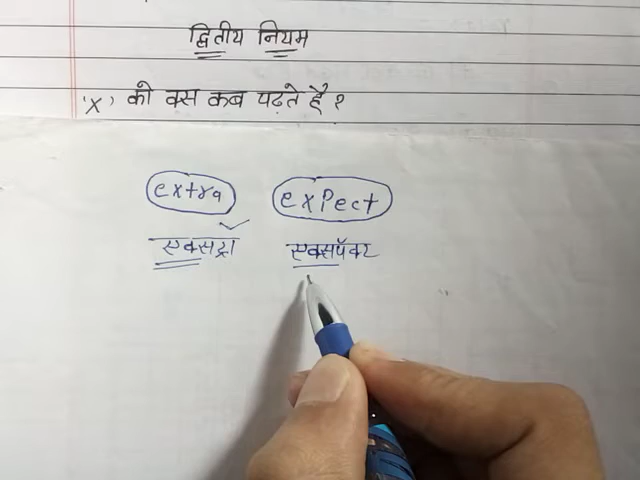 द्वितीय नियम
'x' को क्स कब पढ़ते है ?
extra expect
एक्सट्रा एक्सपॅक्ट